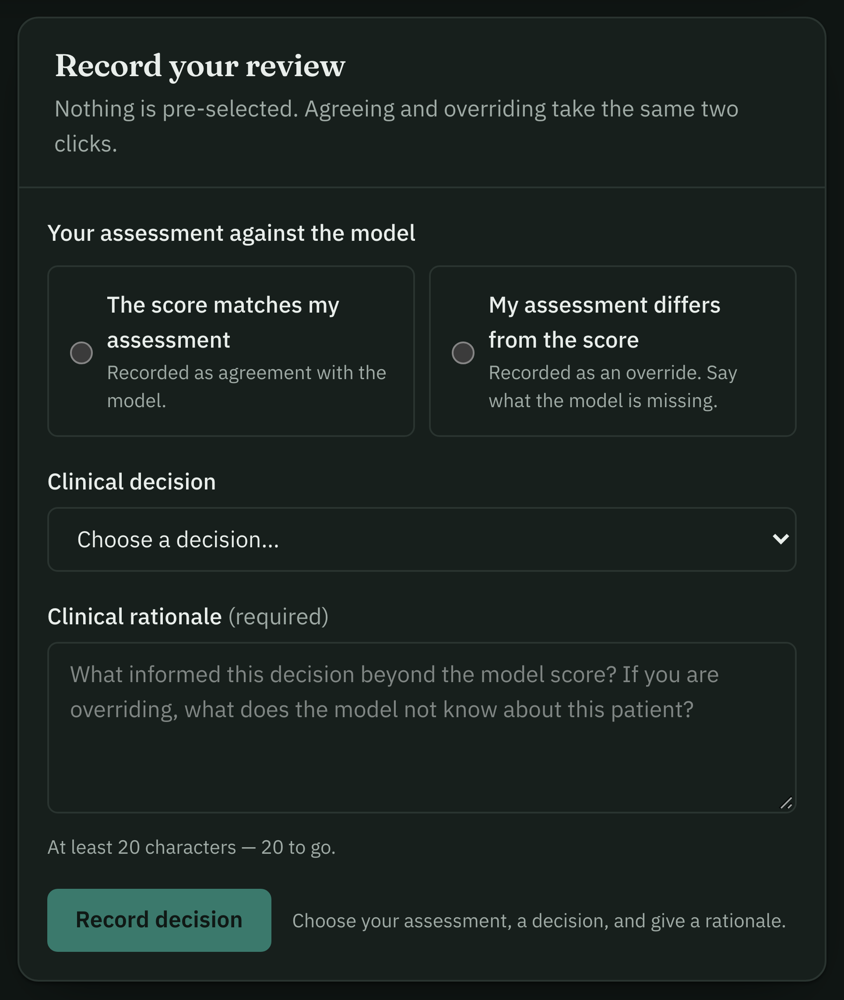 Record your review
Nothing is pre-selected. Agreeing and overriding take the same two
clicks.
Your assessment against the model
The score matches my
assessment
Recorded as agreement with the
model.
My assessment differs
from the score
Recorded as an override. Say
what the model is missing.
Clinical decision
Choose a decision...
Clinical rationale (required)
What informed this decision beyond the model score? If you are
overriding, what does the model not know about this patient?
At least 20 characters — 20 to go.
Record decision
Choose your assessment, a decision, and give a rationale.